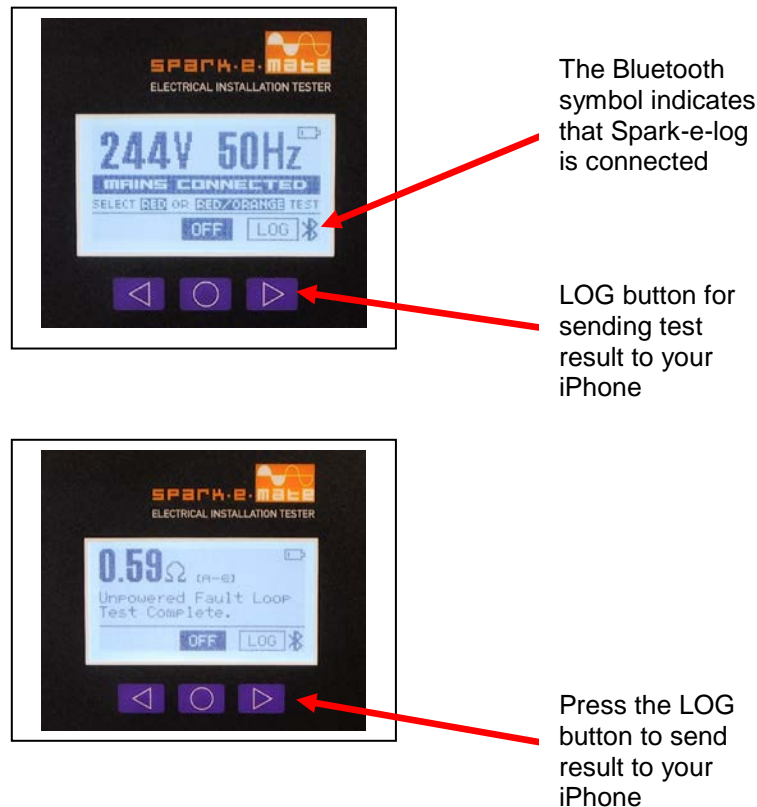 spark·e·mate
ELECTRICAL INSTALLATION TESTER
244V 50Hz
MAINS CONNECTED
SELECT RED OR RED/ORANGE TEST
OFF LOG
The Bluetooth
symbol indicates
that Spark-e-log
is connected
LOG button for
sending test
result to your
iPhone
spark·e·mate
ELECTRICAL INSTALLATION TESTER
0.59Ω (A-E)
Unpowered Fault Loop
Test Complete.
OFF LOG
Press the LOG
button to send
result to your
iPhone